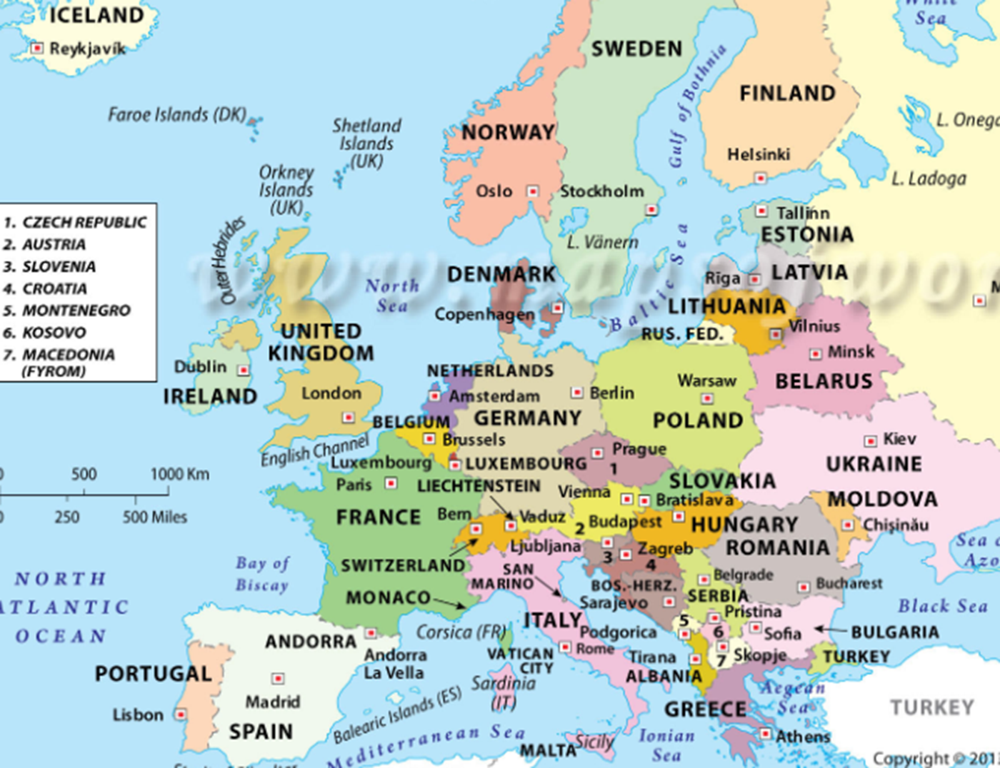 ICELAND
Reykjavík
White
Sea
SWEDEN
Gulf of Bothnia
FINLAND
Faroe Islands (DK)
Shetland
Islands
(UK)
NORWAY
L. Onega
Helsinki
Orkney
Islands
(UK)
L. Ladoga
Oslo
Stockholm
Tallinn
ESTONIA
L. Vänern
1. CZECH REPUBLIC
2. AUSTRIA
3. SLOVENIA
4. CROATIA
5. MONTENEGRO
6. KOSOVO
7. MACEDONIA
(FYROM)
Outer Hebrides
DENMARK
Rīga
LATVIA
North
Sea
Baltic Sea
M
Copenhagen
LITHUANIA
Vilnius
UNITED
KINGDOM
RUS. FED.
Minsk
Dublin
IRELAND
NETHERLANDS
Warsaw
BELARUS
London
Amsterdam
Berlin
BELGIUM
GERMANY
POLAND
Brussels
Kiev
English Channel
Prague
1
Luxembourg
LUXEMBOURG
UKRAINE
0 500 1000 Km
0 250 500 Miles
Paris
LIECHTENSTEIN
Vienna
SLOVAKIA
Bratislava
MOLDOVA
FRANCE
Bern
Vaduz
2
Budapest
HUNGARY
Chişinău
Ljubljana
3
Zagreb
4
ROMANIA
Sea o
Azo
SWITZERLAND
SAN
MARINO
Bay of
Biscay
NORTH
ATLANTIC
OCEAN
MONACO
BOS.-HERZ.
Sarajevo
Belgrade
SERBIA
Bucharest
Black Sea
ITALY
Pristina
5
6
Sofia
BULGARIA
Corsica (FR)
Podgorica
ANDORRA
Andorra
La Vella
VATICAN
CITY
Rome
Tirana
7
Skopje
TURKEY
PORTUGAL
ALBANIA
Madrid
Sardinia
(IT)
Aegean
Sea
Lisbon
Balearic Islands (ES)
GREECE
TURKEY
SPAIN
Mediterranean Sea
Sicily
Ionian
Sea
Athens
MALTA
Copyright © 201